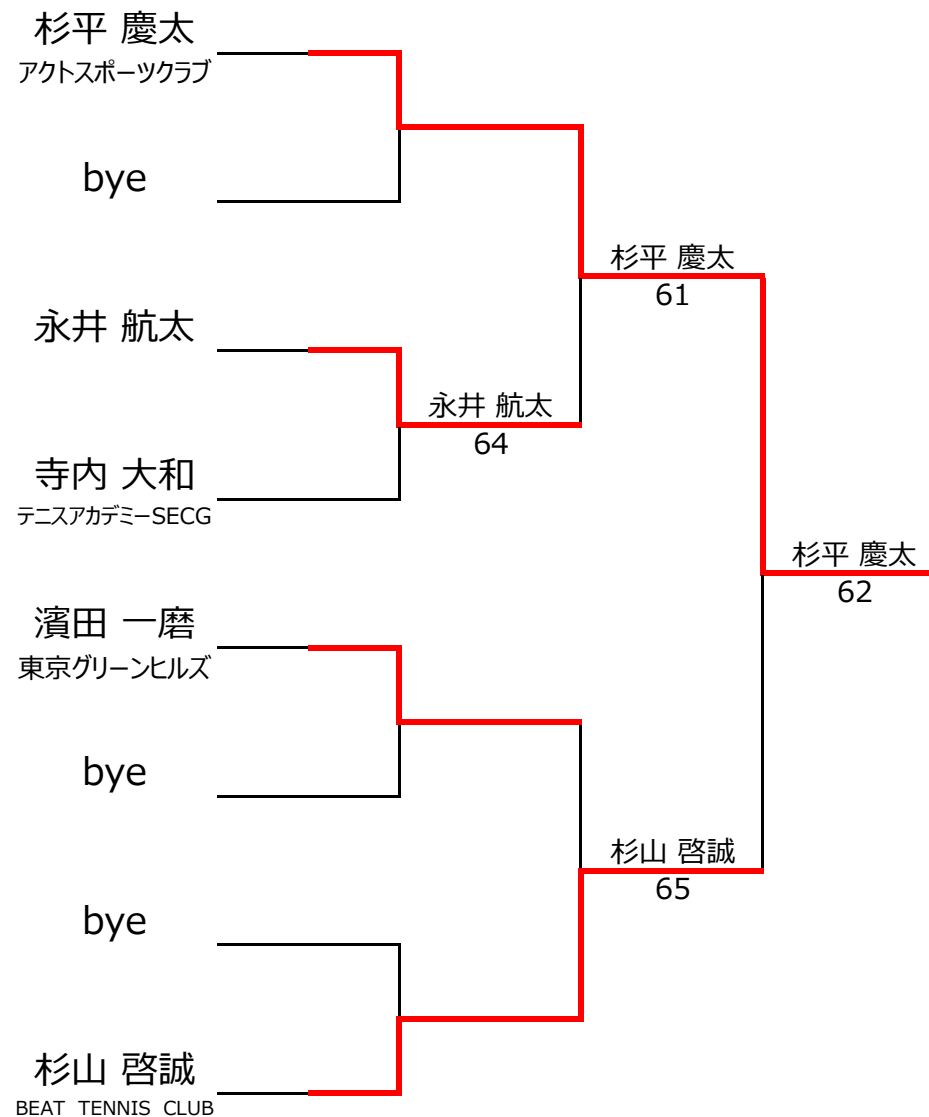 杉平 慶太
アクトスポーツクラブ
bye
永井 航太
寺内 大和
テニスアカデミーSECG
濱田 一磨
東京グリーンヒルズ
bye
bye
杉山 啓誠
BEAT TENNIS CLUB
永井 航太
64
杉平 慶太
61
杉山 啓誠
65
杉平 慶太
62